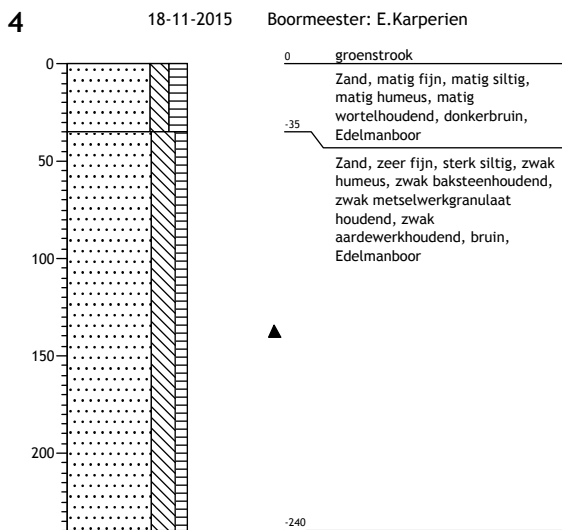 4 18-11-2015 Boormeester: E.Karperien
0 groenstrook
0
Zand, matig fijn, matig siltig,
matig humeus, matig
wortelhoudend, donkerbruin,
-35 Edelmanboor
50
Zand, zeer fijn, sterk siltig, zwak
humeus, zwak baksteenhoudend,
zwak metselwerkgranulaat
houdend, zwak
aardewerkhoudend, bruin,
Edelmanboor
100
150
200
-240